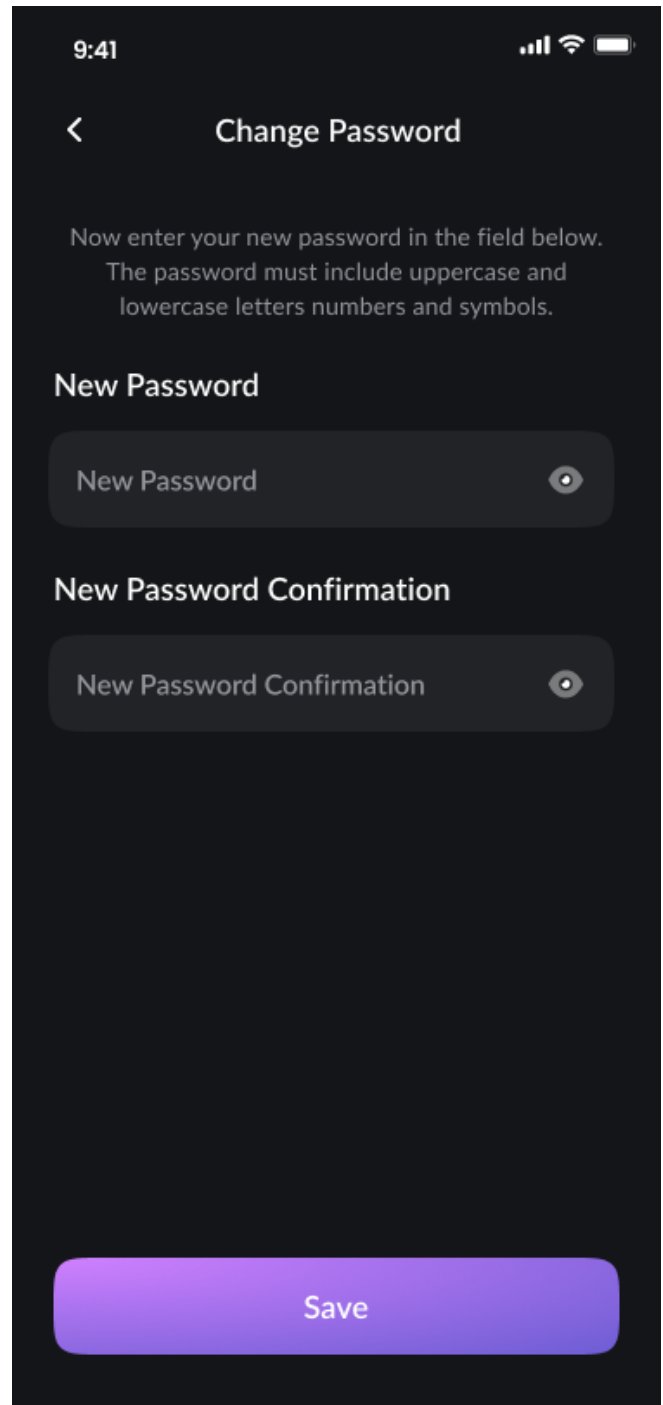 9:41
Change Password
Now enter your new password in the field below.
The password must include uppercase and
lowercase letters numbers and symbols.
New Password
New Password
New Password Confirmation
New Password Confirmation
Save